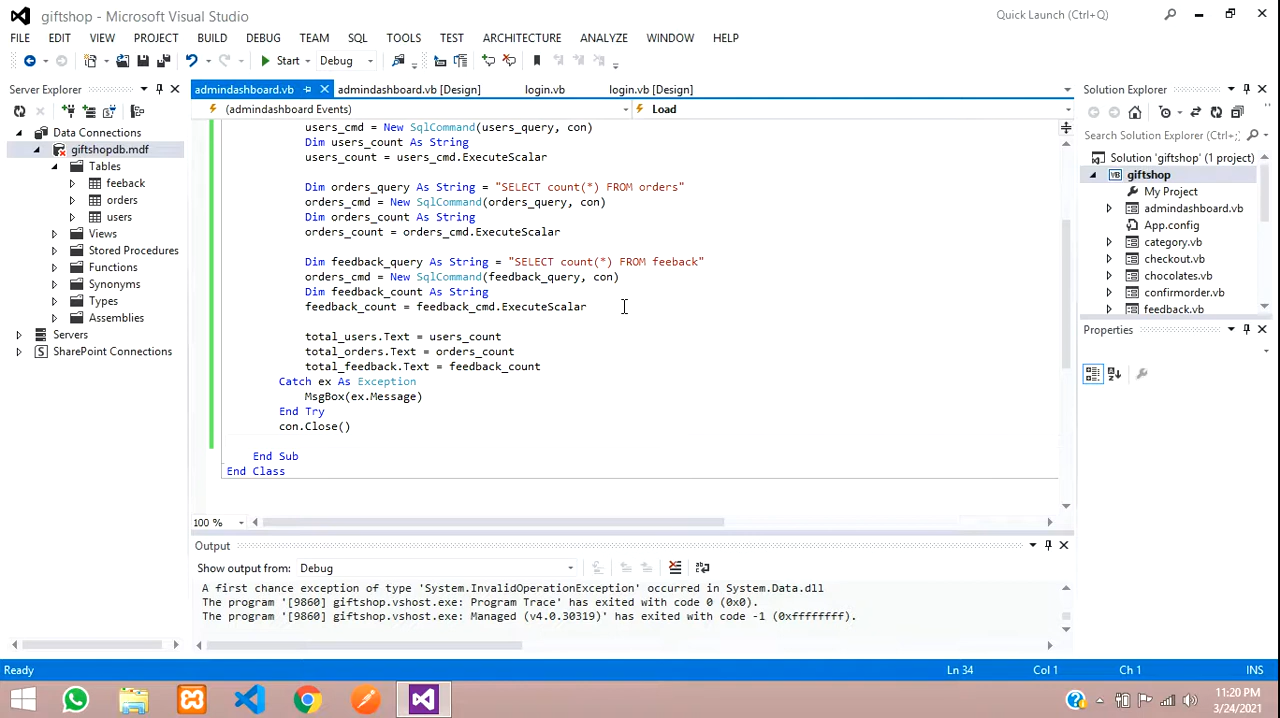 giftshop - Microsoft Visual Studio
Quick Launch (Ctrl+Q)
FILE EDIT VIEW PROJECT BUILD DEBUG TEAM SQL TOOLS TEST ARCHITECTURE ANALYZE WINDOW HELP
Start Debug
Server Explorer
admindashboard.vb admindashboard.vb [Design] login.vb login.vb [Design]
Solution Explorer
(admindashboard Events) Load
Data Connections
giftshopdb.mdf
Tables
feeback
orders
users
Views
Stored Procedures
Functions
Synonyms
Types
Assemblies
Servers
SharePoint Connections
users_cmd = New SqlCommand(users_query, con)
Dim users_count As String
users_count = users_cmd.ExecuteScalar
Dim orders_query As String = "SELECT count(*) FROM orders"
orders_cmd = New SqlCommand(orders_query, con)
Dim orders_count As String
orders_count = orders_cmd.ExecuteScalar
Dim feedback_query As String = "SELECT count(*) FROM feeback"
orders_cmd = New SqlCommand(feedback_query, con)
Dim feedback_count As String
feedback_count = feedback_cmd.ExecuteScalar
total_users.Text = users_count
total_orders.Text = orders_count
total_feedback.Text = feedback_count
Catch ex As Exception
MsgBox(ex.Message)
End Try
con.Close()
End Sub
End Class
100 %
Search Solution Explorer (Ctrl+;)
Solution 'giftshop' (1 project)
giftshop
My Project
admindashboard.vb
App.config
category.vb
checkout.vb
chocolates.vb
confirmorder.vb
feedback.vb
Properties
Output
Show output from: Debug
A first chance exception of type 'System.InvalidOperationException' occurred in System.Data.dll
The program '[9860] giftshop.vshost.exe: Program Trace' has exited with code 0 (0x0).
The program '[9860] giftshop.vshost.exe: Managed (v4.0.30319)' has exited with code -1 (0xffffffff).
Ready Ln 34 Col 1 Ch 1 INS
11:20 PM
3/24/2021